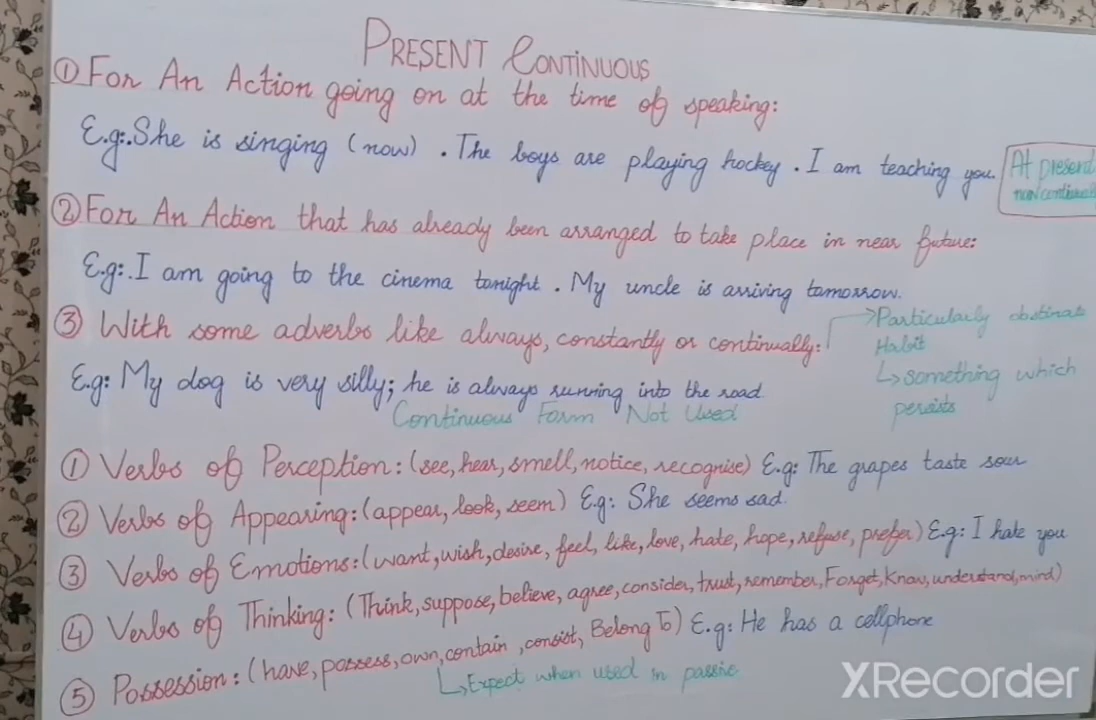 PRESENT CONTINUOUS
① For An Action going on at the time of speaking:
E.g:.She is singing (now) . The boys are playing hockey . I am teaching you.
At present
② For An Action that has already been arranged to take place in near future:
E.g:.I am going to the cinema tonight . My uncle is arriving tomorrow.
③ With some adverbs like always, constantly or continually:
→Particularly obstinate
Habit
↳something which
persists
E.g: My dog is very silly; he is always running into the road
Continuous Form Not Used
① Verbs of Perception: (see, hear, smell, notice, recognise) E.g: The grapes taste sour
② Verbs of Appearing: (appear, look, seem) E.g: She seems sad.
③ Verbs of Emotions: (want, wish, desire, feel, like, love, hate, hope, refuse, prefer) E.g: I hate you
④ Verbs of Thinking: (Think, suppose, believe, agree, consider, trust, remember, Forget, Know, understand, mind)
⑤ Possession: (have, possess, own, contain, consist, Belong To) E.g: He has a cellphone
↳Expect when used in passive
XRecorder